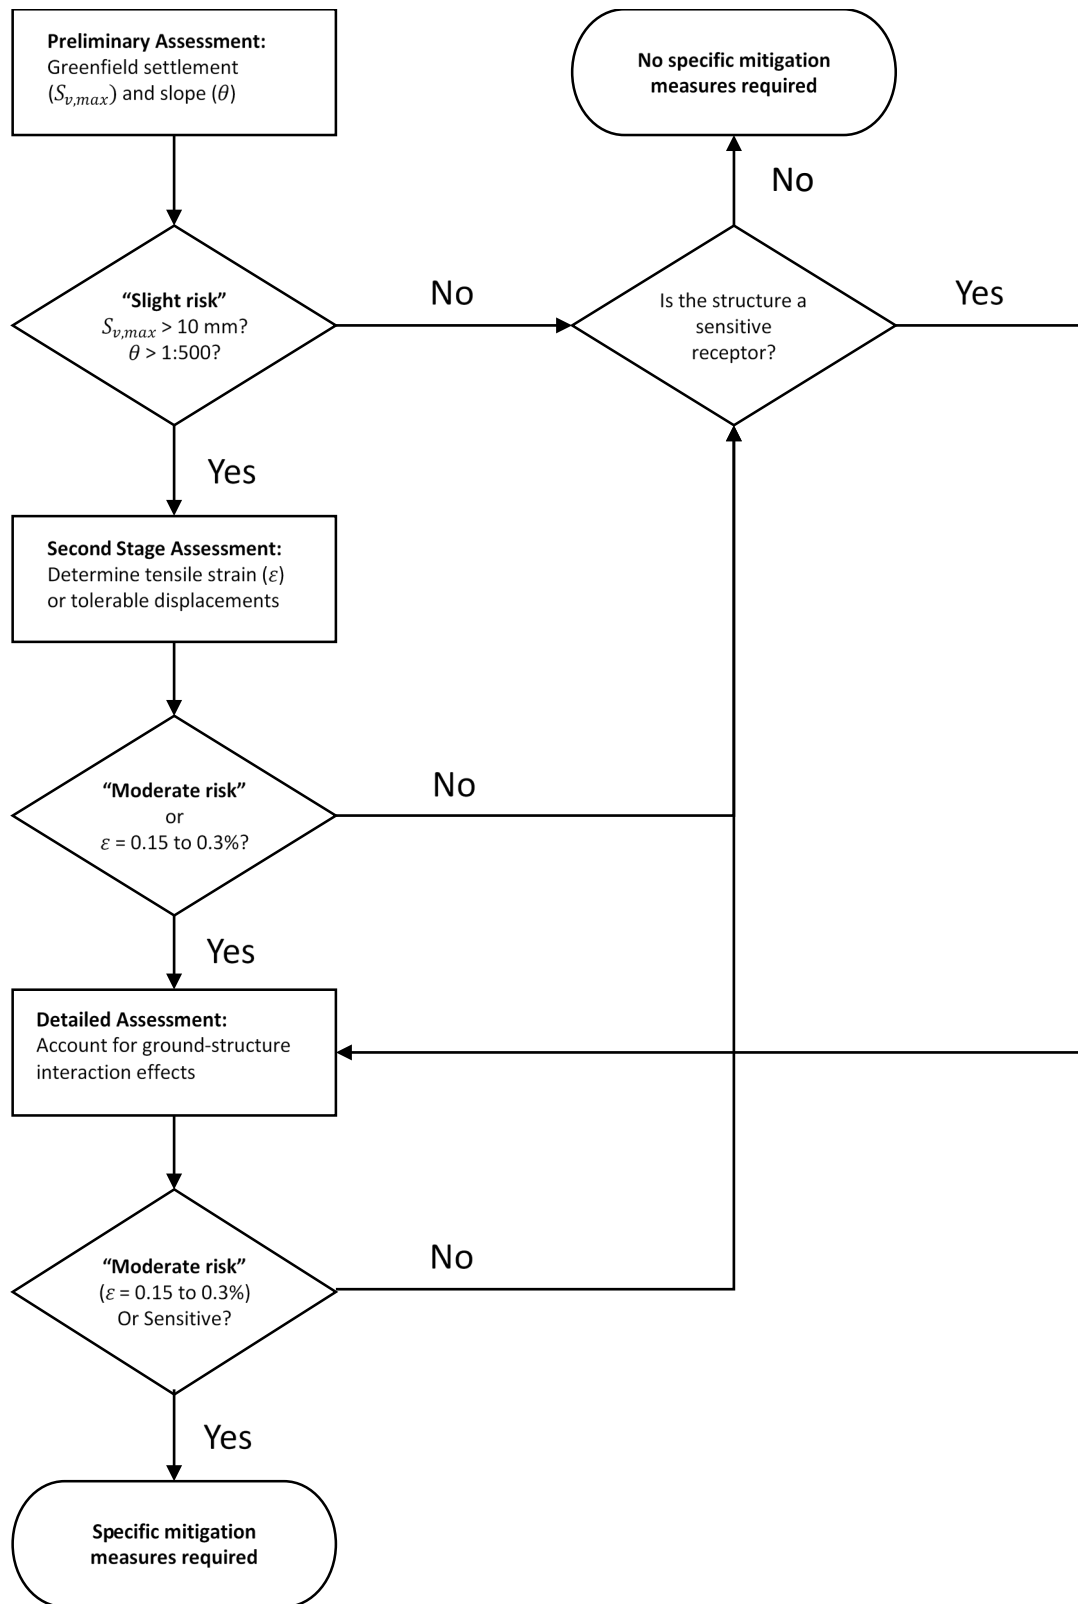 Preliminary Assessment:
Greenfield settlement
(𝑆𝑣,𝑚𝑎𝑥) and slope (𝜃)
No specific mitigation
measures required
No
“Slight risk”
𝑆𝑣,𝑚𝑎𝑥 > 10 mm?
𝜃 > 1:500?
No
Is the structure a
sensitive
receptor?
Yes
Yes
Second Stage Assessment:
Determine tensile strain (𝜀)
or tolerable displacements
“Moderate risk”
or
𝜀 = 0.15 to 0.3%?
No
Yes
Detailed Assessment:
Account for ground-structure
interaction effects
“Moderate risk”
(𝜀 = 0.15 to 0.3%)
Or Sensitive?
No
Yes
Specific mitigation
measures required